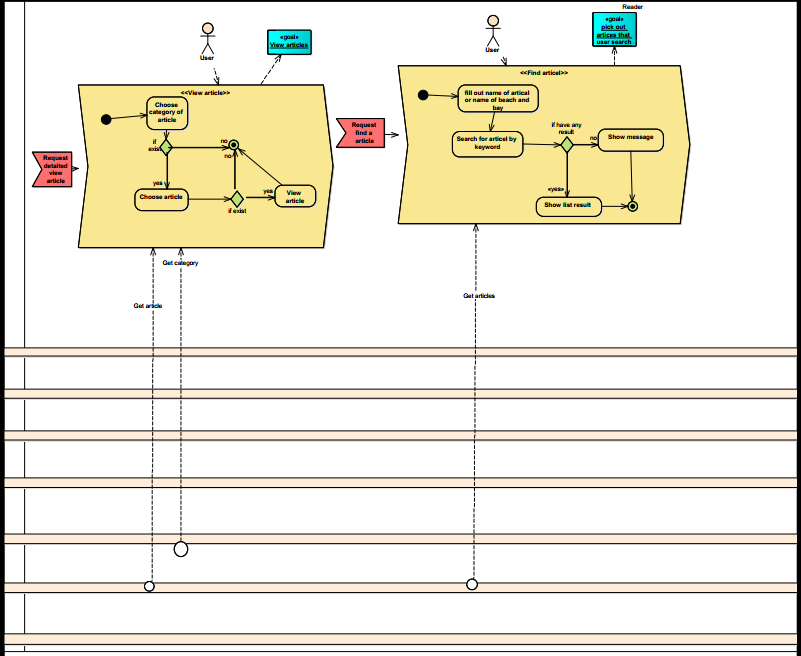 Reader
User
«goal»
View articles
User
«goal»
pick out
artices that
user search
<<View article>>
Choose
category of
article
if
exist
no
no
yes
Choose article
if exist
yes
View
article
Request
detaited
view
article
Request
find a
article
<<Find articel>>
fill out name of artical
or name of beach and
bay
Search for articel by
keyword
if have any
result
no
Show message
«yes»
Show list result
Get category
Get article
Get articles